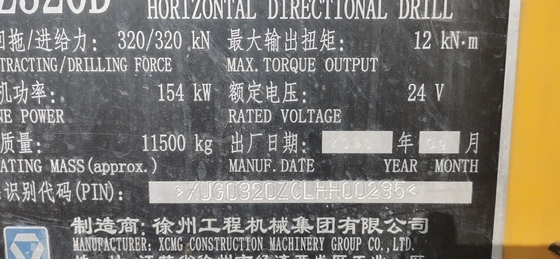 HORIZONTAL DIRECTIONAL DRILL
回拖/进给力: 320/320 kN 最大输出扭矩: 12 kN·m
TRACTING/DRILLING FORCE MAX. TORQUE OUTPUT
机功率: 154 kW 额定电压: 24 V
NE POWER RATED VOLTAGE
质量: 11500 kg 出厂日期: 年 月
ATING MASS(approx.) MANUF. DATE YEAR MONTH
识别代码(PIN):
制造商: 徐州工程机械集团有限公司
MANUFACTURER: XCMG CONSTRUCTION MACHINERY GROUP CO.,LTD.